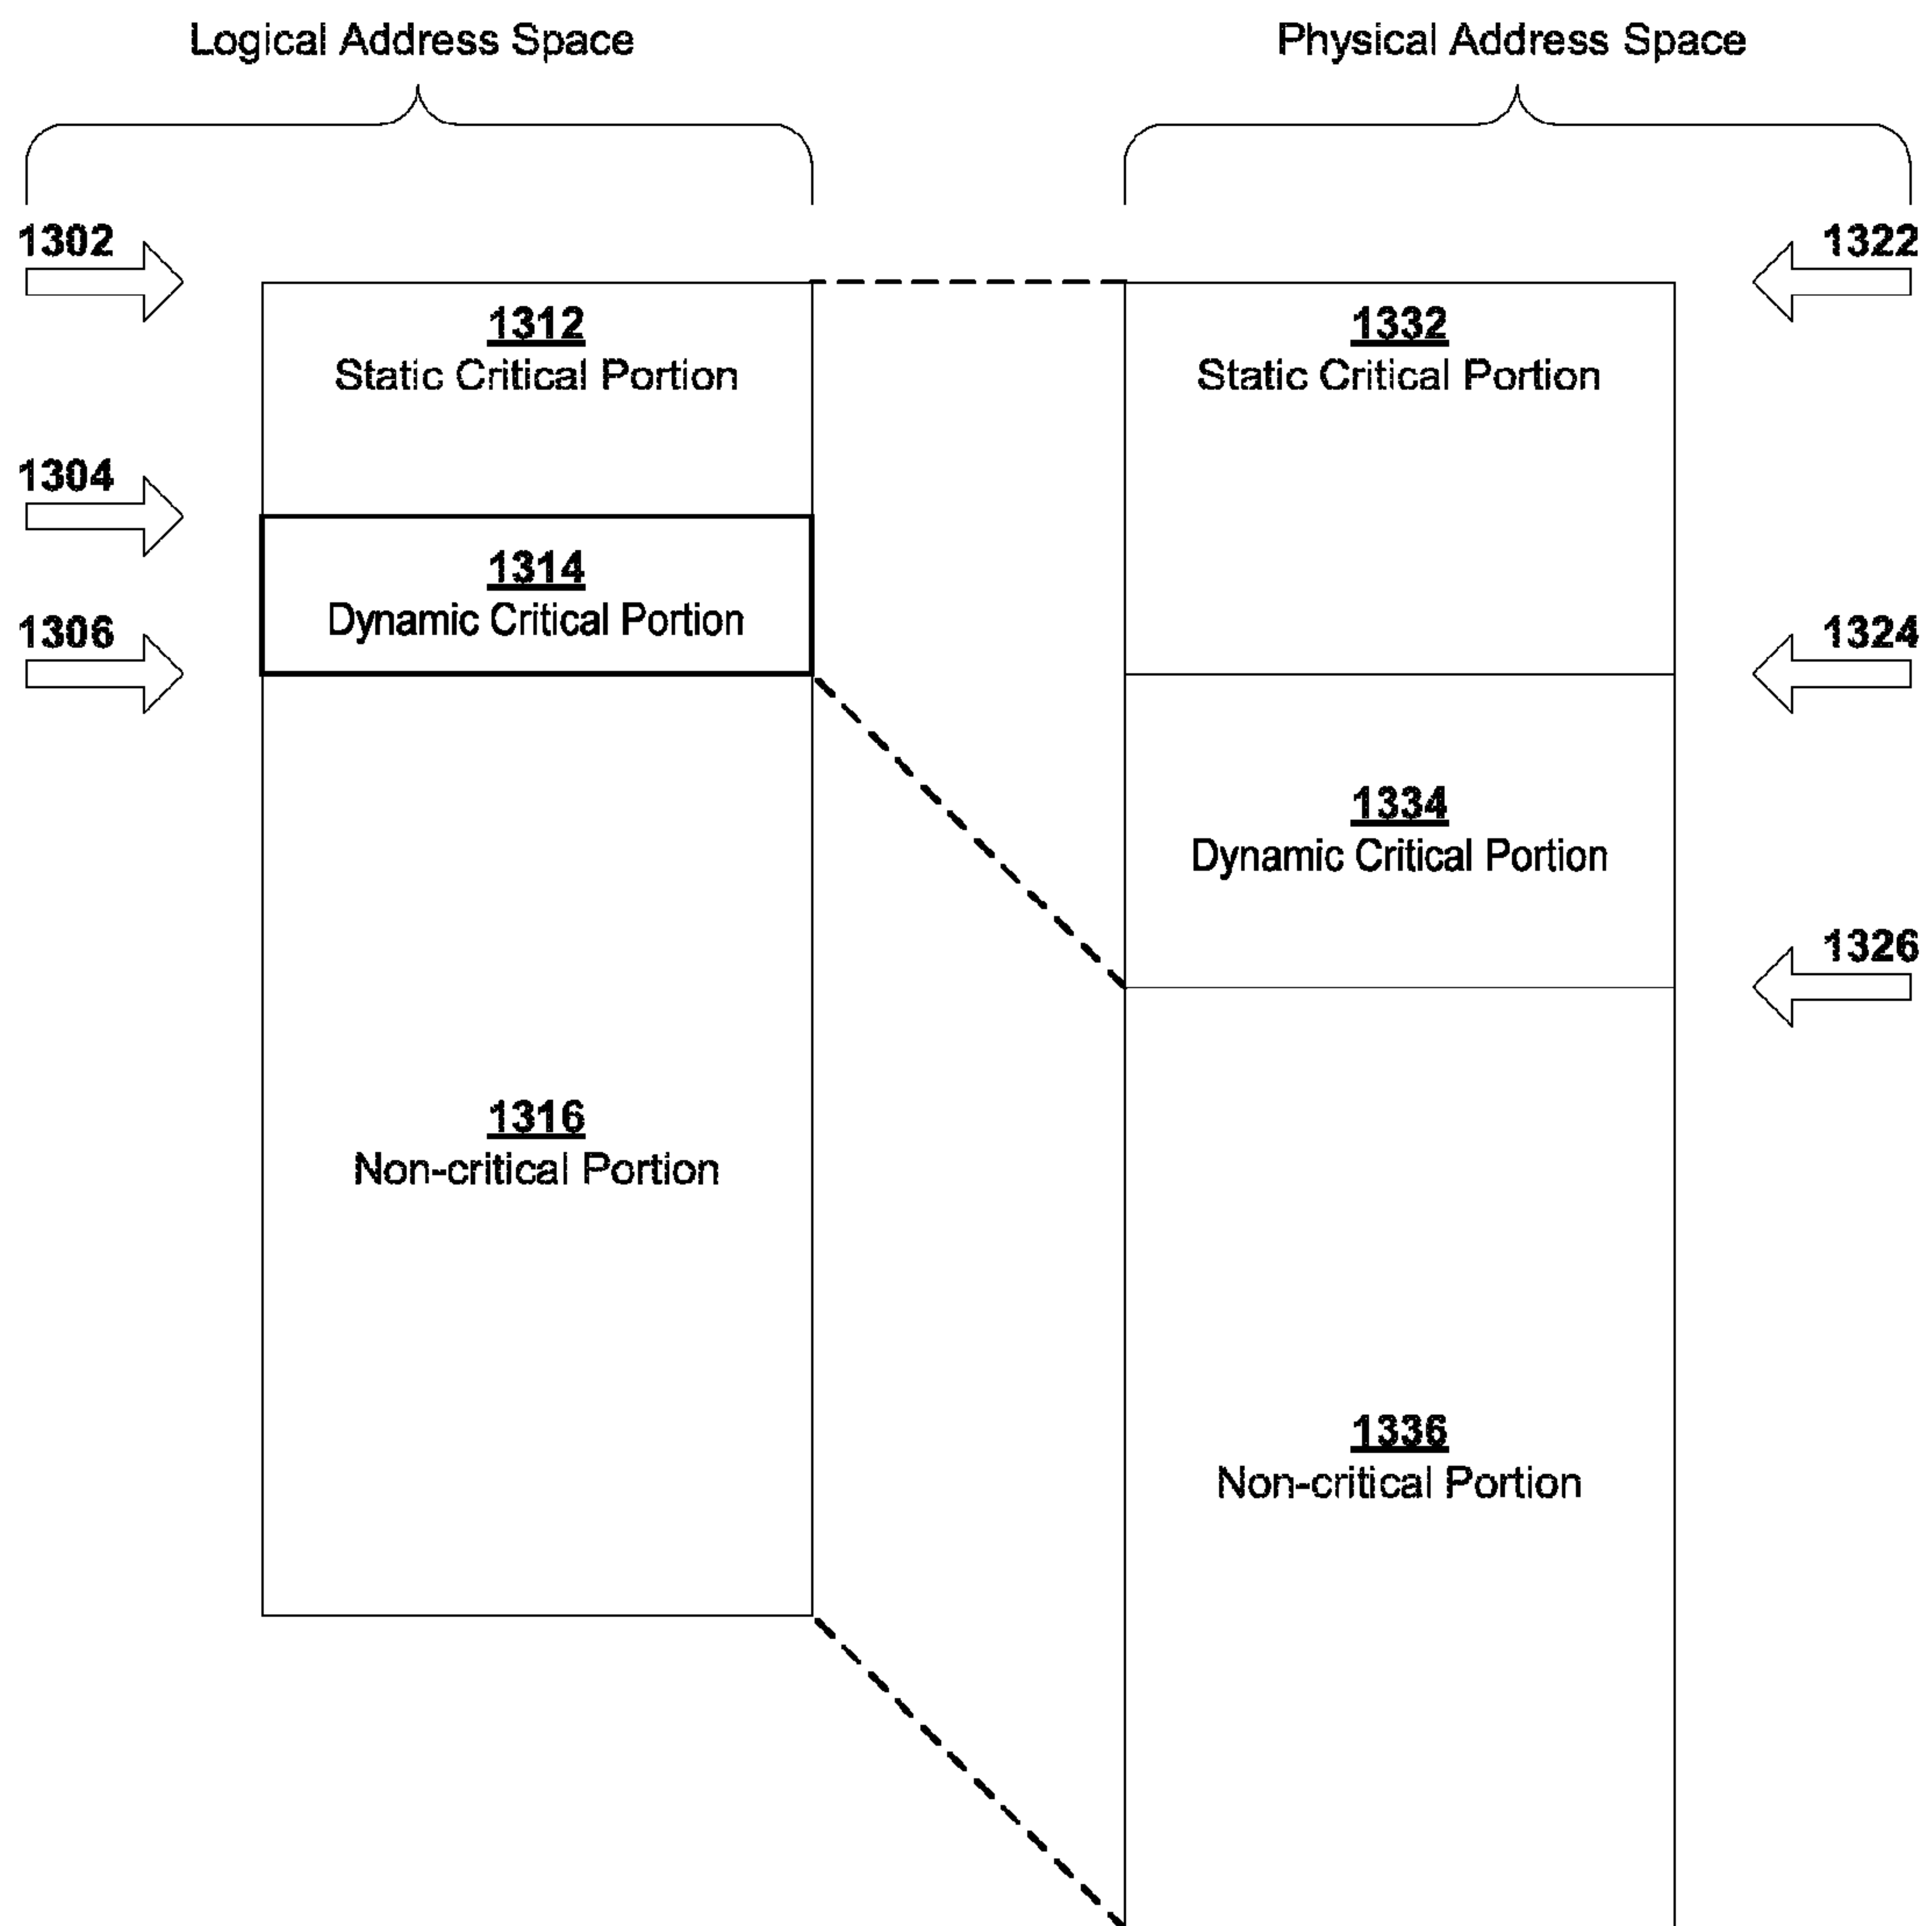 Logical Address Space
Physical Address Space
1302
1322
1312
Static Critical Portion
1332
Static Critical Portion
1304
1314
Dynamic Critical Portion
1306
1324
1334
Dynamic Critical Portion
1326
1316
Non-critical Portion
1336
Non-critical Portion